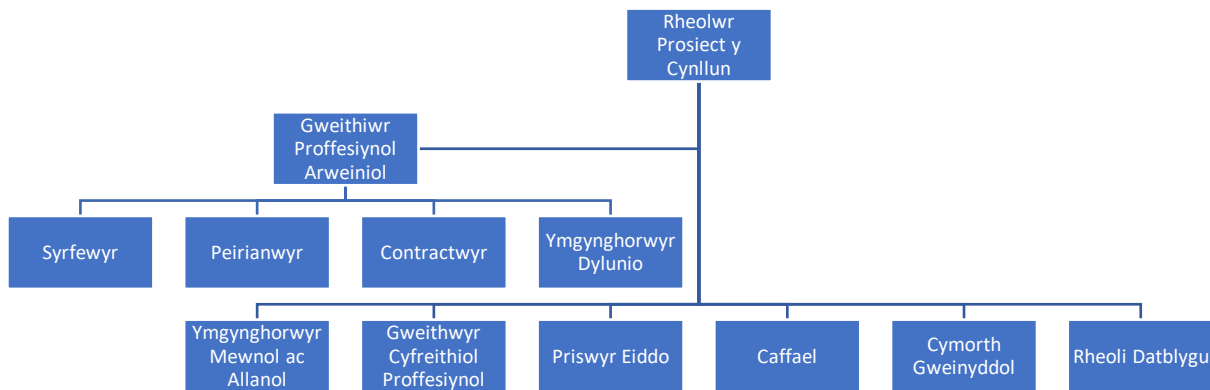 Rheolwr
Prosiect y
Cynllun
Gweithiwr
Proffesiynol
Arweiniol
Syrfewyr
Peirianwyr
Contractwyr
Ymgynghorwyr
Dylunio
Ymgynghorwyr
Mewnol ac
Allanol
Gweithwyr
Cyfreithiol
Proffesiynol
Priswyr Eiddo
Caffael
Cymorth
Gweinyddol
Rheoli Datblygu